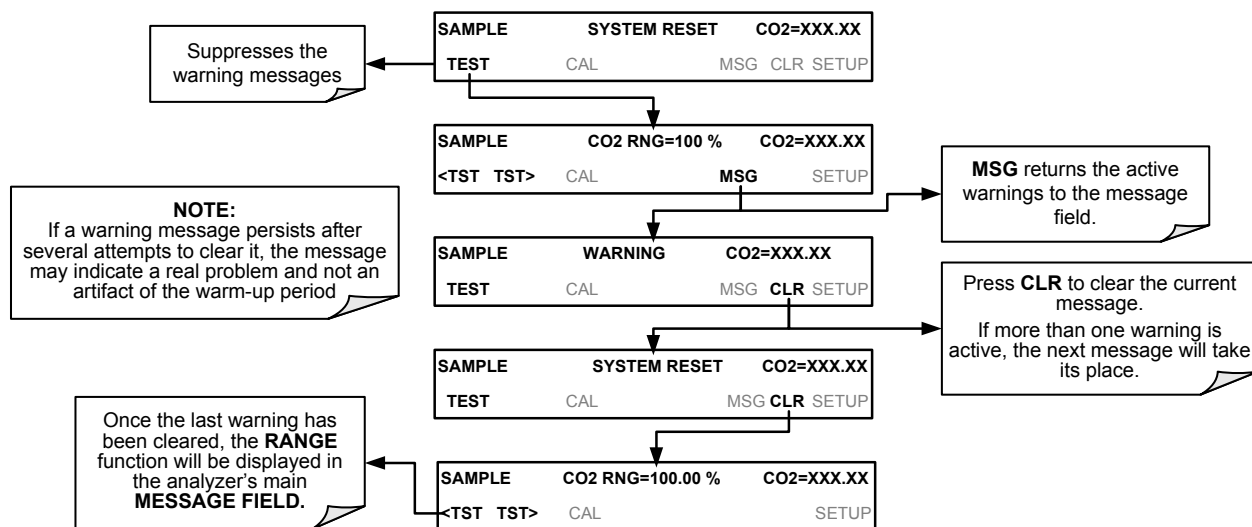 SAMPLE SYSTEM RESET CO2=XXX.XX
TEST CAL MSG CLR SETUP
Suppresses the
warning messages
SAMPLE CO2 RNG=100 % CO2=XXX.XX
<TST TST> CAL MSG SETUP
MSG returns the active
warnings to the message
field.
NOTE:
If a warning message persists after
several attempts to clear it, the message
may indicate a real problem and not an
artifact of the warm-up period
SAMPLE WARNING CO2=XXX.XX
TEST CAL MSG CLR SETUP
Press CLR to clear the current
message.
If more than one warning is
active, the next message will take
its place.
SAMPLE SYSTEM RESET CO2=XXX.XX
TEST CAL MSG CLR SETUP
Once the last warning has
been cleared, the RANGE
function will be displayed in
the analyzer's main
MESSAGE FIELD.
SAMPLE CO2 RNG=100.00 % CO2=XXX.XX
<TST TST> CAL SETUP